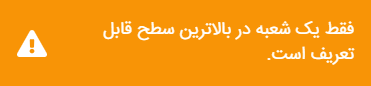 فقط یک شعبه در بالاترین سطح قابل
تعریف است.